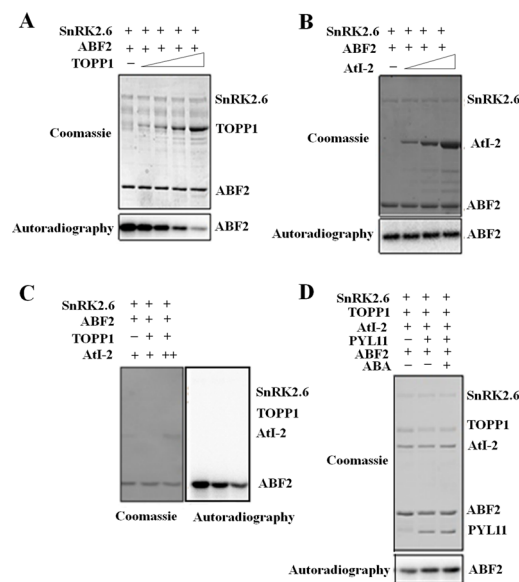 A
SnRK2.6 + + + + +
ABF2 + + + + +
TOPP1 −
Coomassie
SnRK2.6
TOPP1
ABF2
Autoradiography
ABF2
B
SnRK2.6 + + + +
ABF2 + + + +
AtI-2 −
Coomassie
SnRK2.6
AtI-2
ABF2
Autoradiography
ABF2
C
SnRK2.6 + + +
ABF2 + + +
TOPP1 − + +
AtI-2 + + ++
SnRK2.6
TOPP1
AtI-2
ABF2
Coomassie Autoradiography
D
SnRK2.6 + + +
TOPP1 + + +
AtI-2 + + +
PYL11 − + +
ABF2 + + +
ABA − − +
Coomassie
SnRK2.6
TOPP1
AtI-2
ABF2
PYL11
Autoradiography
ABF2